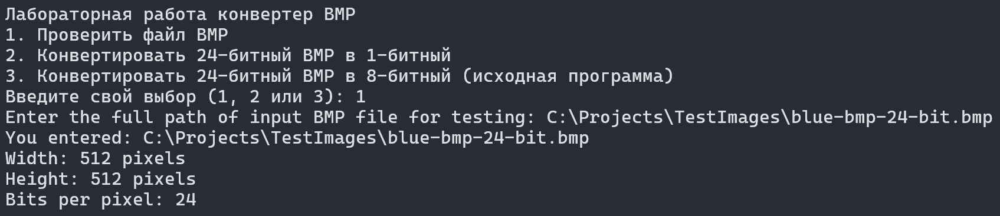 Лабораторная работа конвертер BMP
1. Проверить файл BMP
2. Конвертировать 24-битный BMP в 1-битный
3. Конвертировать 24-битный BMP в 8-битный (исходная программа)
Введите свой выбор (1, 2 или 3): 1
Enter the full path of input BMP file for testing: C:\Projects\TestImages\blue-bmp-24-bit.bmp
You entered: C:\Projects\TestImages\blue-bmp-24-bit.bmp
Width: 512 pixels
Height: 512 pixels
Bits per pixel: 24